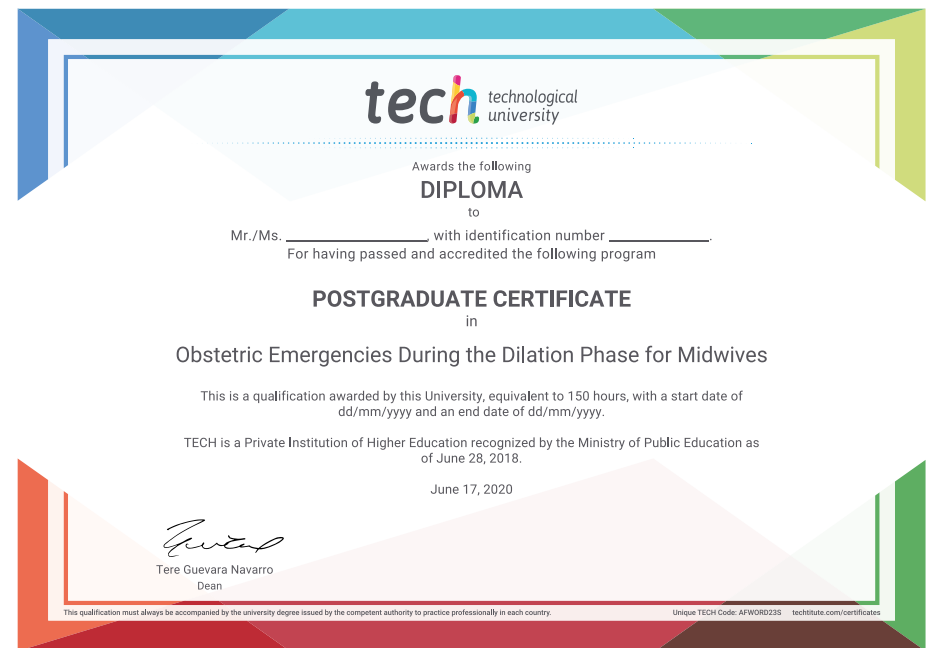 tech technological
university
Awards the following
DIPLOMA
to
Mr./Ms. ____________, with identification number ____________.
For having passed and accredited the following program
POSTGRADUATE CERTIFICATE
in
Obstetric Emergencies During the Dilation Phase for Midwives
This is a qualification awarded by this University, equivalent to 150 hours, with a start date of
dd/mm/yyyy and an end date of dd/mm/yyyy.
TECH is a Private Institution of Higher Education recognized by the Ministry of Public Education as
of June 28, 2018.
June 17, 2020
Tere Guevara Navarro
Dean
This qualification must always be accompanied by the university degree issued by the competent authority to practice professionally in each country.
Unique TECH Code: AFWORD23S techtitute.com/certificates